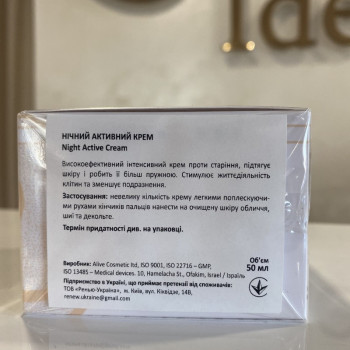 Ide
НІЧНИЙ АКТИВНИЙ КРЕМ
Night Active Cream
Високоефективний інтенсивний крем проти старіння, підтягує
шкіру і робить її більш пружною. Стимулює життєдіяльність
клітин та зменшує подразнення.
Застосування: невелику кількість крему легкими поплескуючи-
ми рухами кінчиків пальців нанести на очищену шкіру обличчя,
шиї та декольте.
Термін придатності див. на упаковці.
Об'єм
50 мл
Виробник: Alive Cosmetic ltd, ISO 9001, ISO 22716 – GMP,
ISO 13485 – Medical devices. 10, Hamelacha St., Ofakim, Israel / Ізраїль
Підприємство в Україні, що приймає претензії від споживачів:
ТОВ «Ренью-Україна», м. Київ, вул. Кіквідзе, 14В,
renew.ukraine@gmail.com